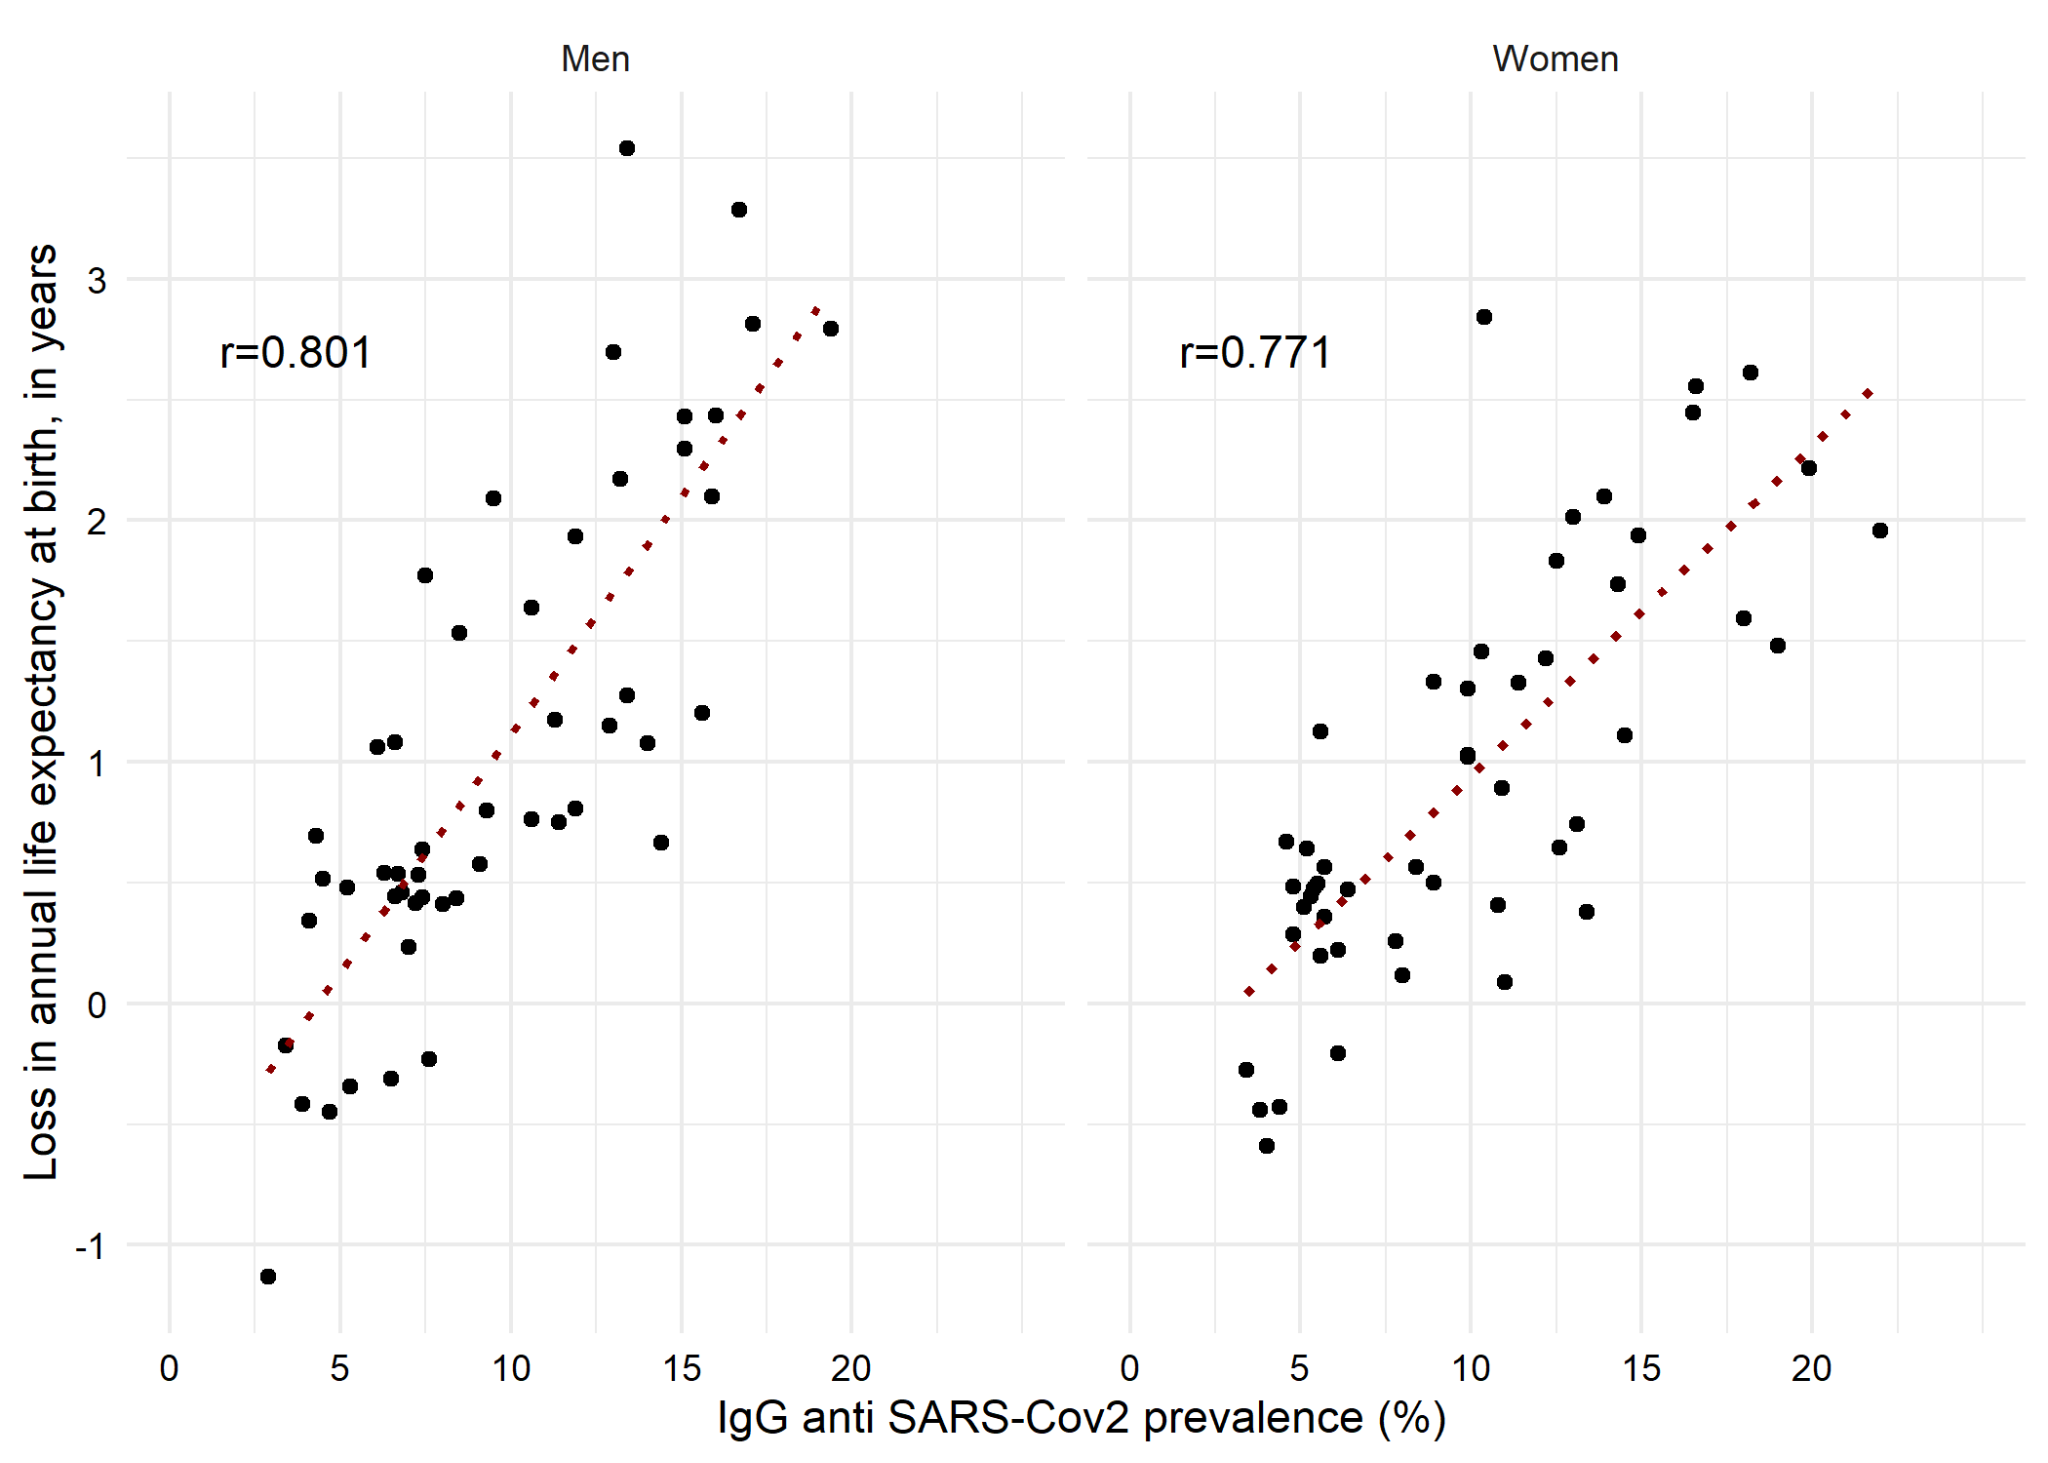 Men
Women
r=0.801
r=0.771
Loss in annual life expectancy at birth, in years
3
2
1
0
-1
0 5 10 15 20
0 5 10 15 20
IgG anti SARS-Cov2 prevalence (%)